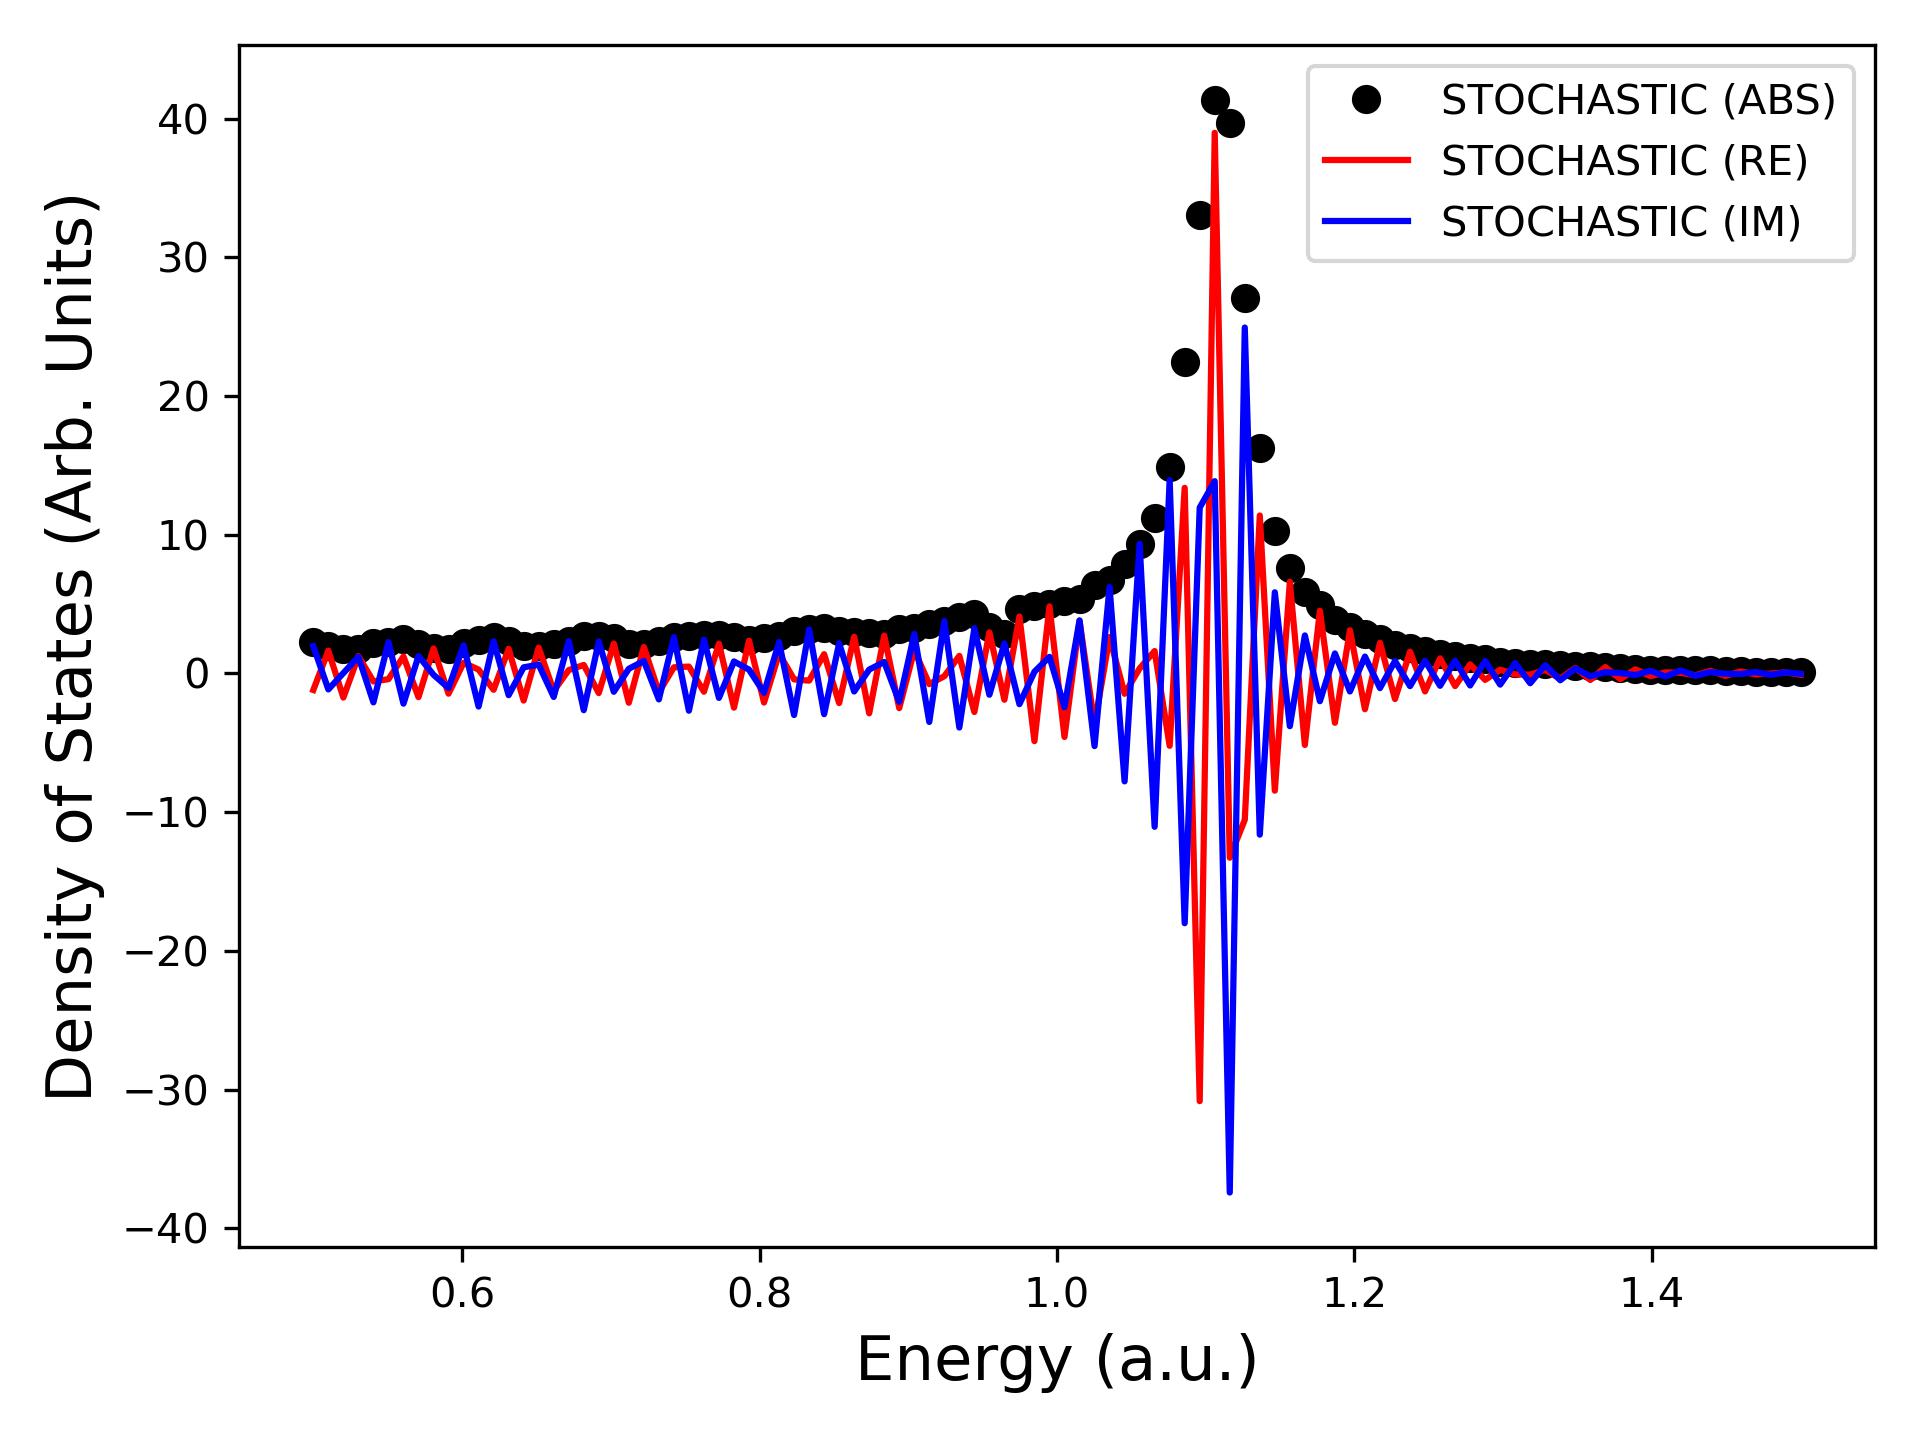 STOCHASTIC (ABS)
STOCHASTIC (RE)
STOCHASTIC (IM)
Density of States (Arb. Units)
40
30
20
10
0
−10
−20
−30
−40
0.6 0.8 1.0 1.2 1.4
Energy (a.u.)